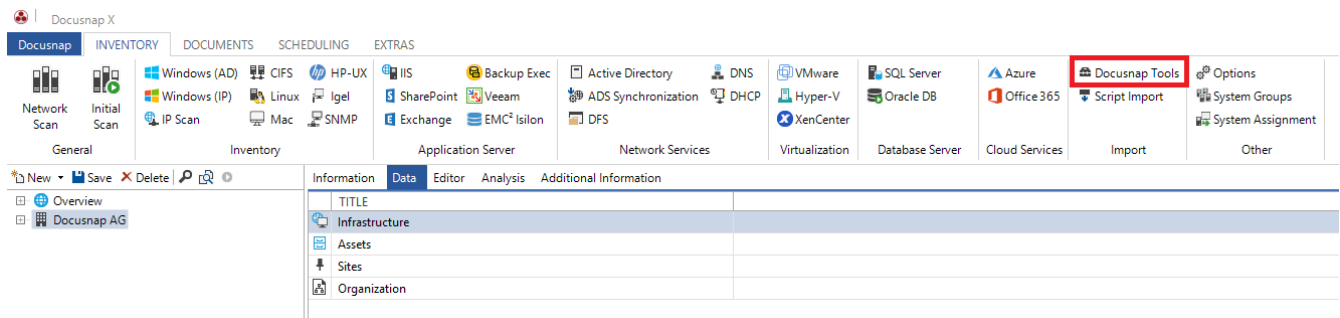 Docusnap X
Docusnap INVENTORY DOCUMENTS SCHEDULING EXTRAS
Windows (AD) CIFS HP-UX IIS Backup Exec Active Directory DNS VMware SQL Server Azure Docusnap Tools Options
Windows (IP) Linux Igel SharePoint Veeam ADS Synchronization DHCP Hyper-V Oracle DB Office 365 Script Import System Groups
Network Scan Initial Scan IP Scan Mac SNMP Exchange EMC² Isilon DFS XenCenter System Assignment
General Inventory Application Server Network Services Virtualization Database Server Cloud Services Import Other
New Save Delete Information Data Editor Analysis Additional Information
Overview TITLE
Docusnap AG Infrastructure
Assets
Sites
Organization